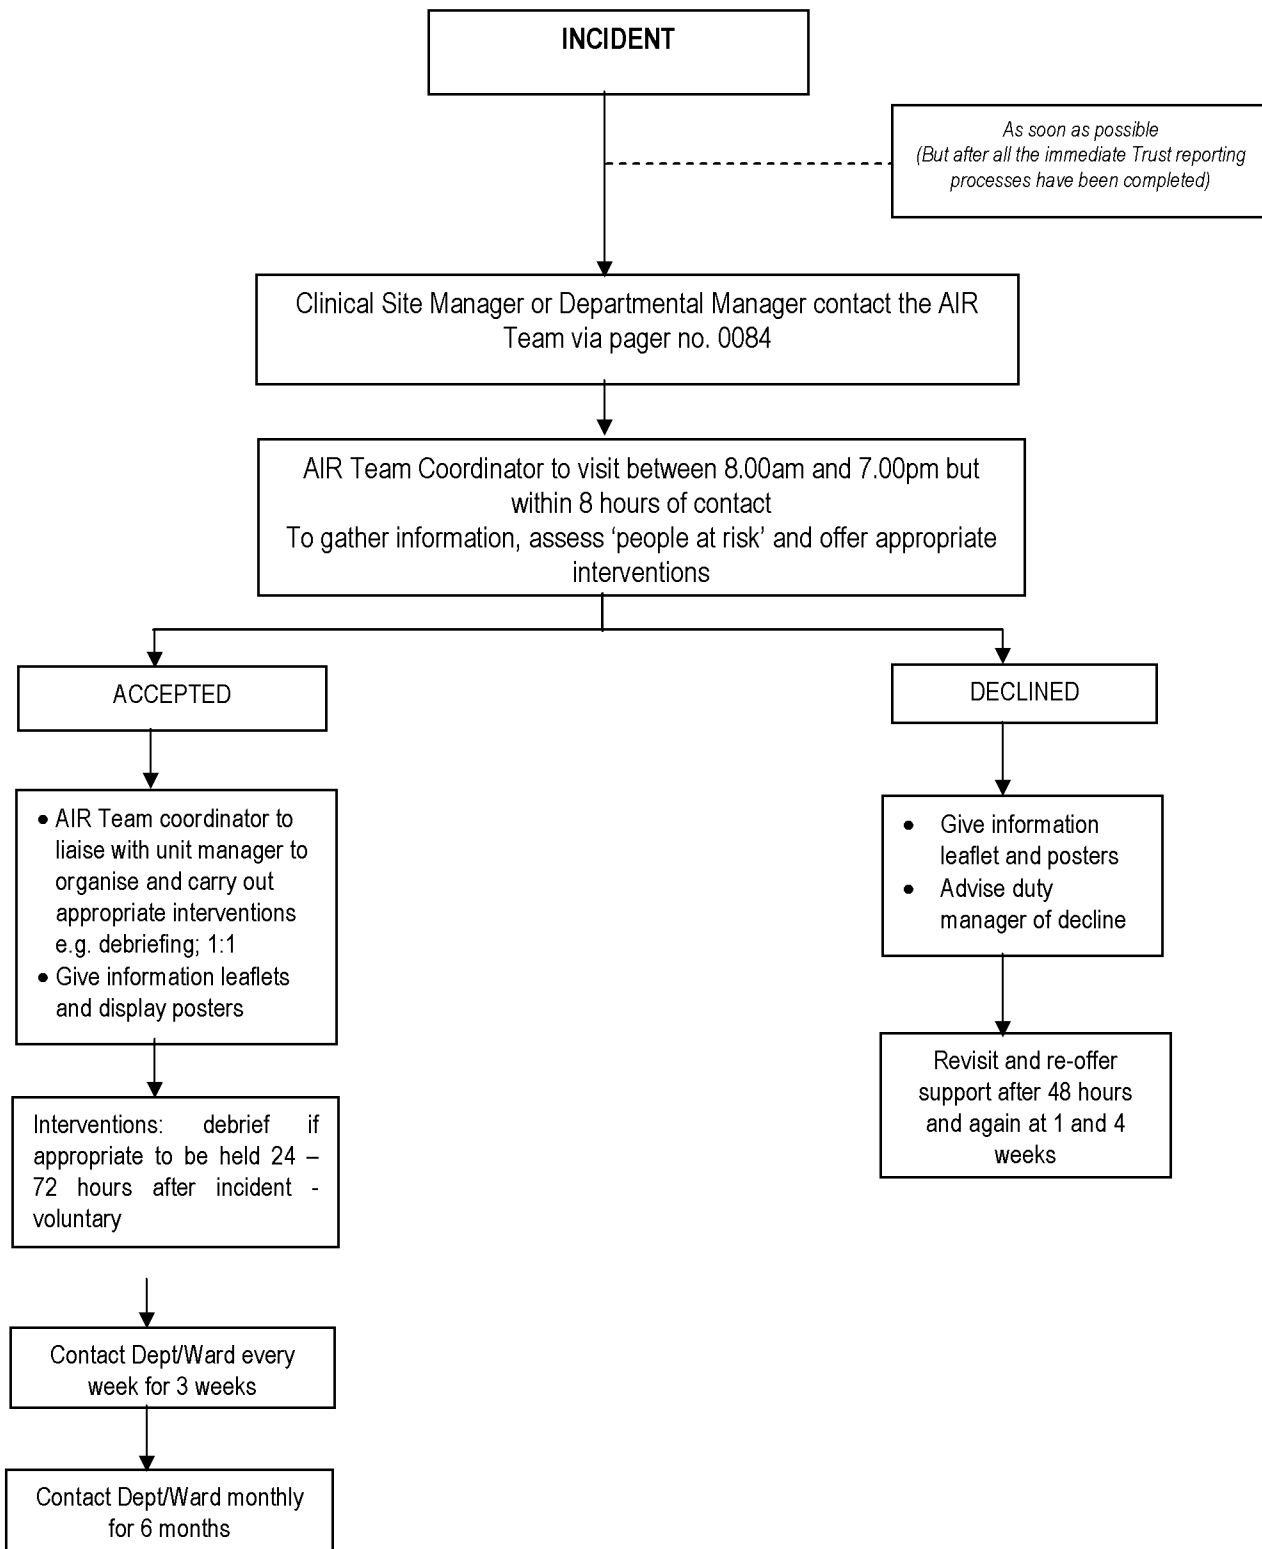 INCIDENT
As soon as possible
(But after all the immediate Trust reporting
processes have been completed)
Clinical Site Manager or Departmental Manager contact the AIR
Team via pager no. 0084
AIR Team Coordinator to visit between 8.00am and 7.00pm but
within 8 hours of contact
To gather information, assess ‘people at risk’ and offer appropriate
interventions
ACCEPTED
DECLINED
• AIR Team coordinator to
liaise with unit manager to
organise and carry out
appropriate interventions
e.g. debriefing; 1:1
• Give information leaflets
and display posters
• Give information
leaflet and posters
• Advise duty
manager of decline
Interventions: debrief if
appropriate to be held 24 –
72 hours after incident -
voluntary
Revisit and re-offer
support after 48 hours
and again at 1 and 4
weeks
Contact Dept/Ward every
week for 3 weeks
Contact Dept/Ward monthly
for 6 months